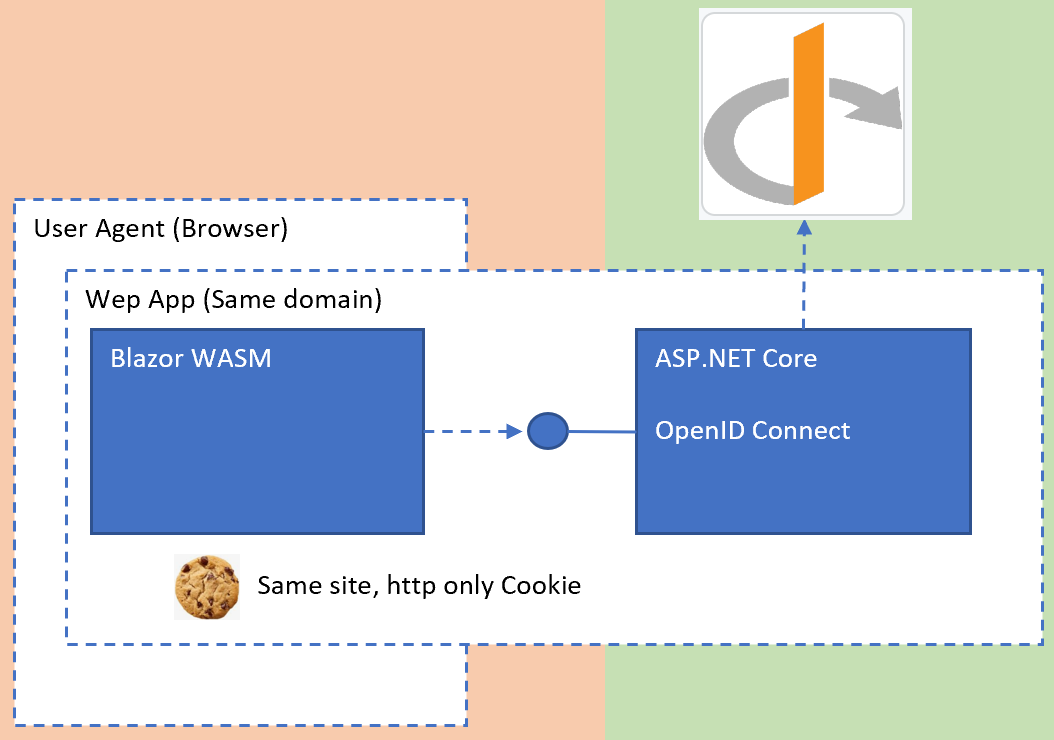 User Agent (Browser)
Wep App (Same domain)
Blazor WASM
ASP.NET Core
OpenID Connect
Same site, http only Cookie